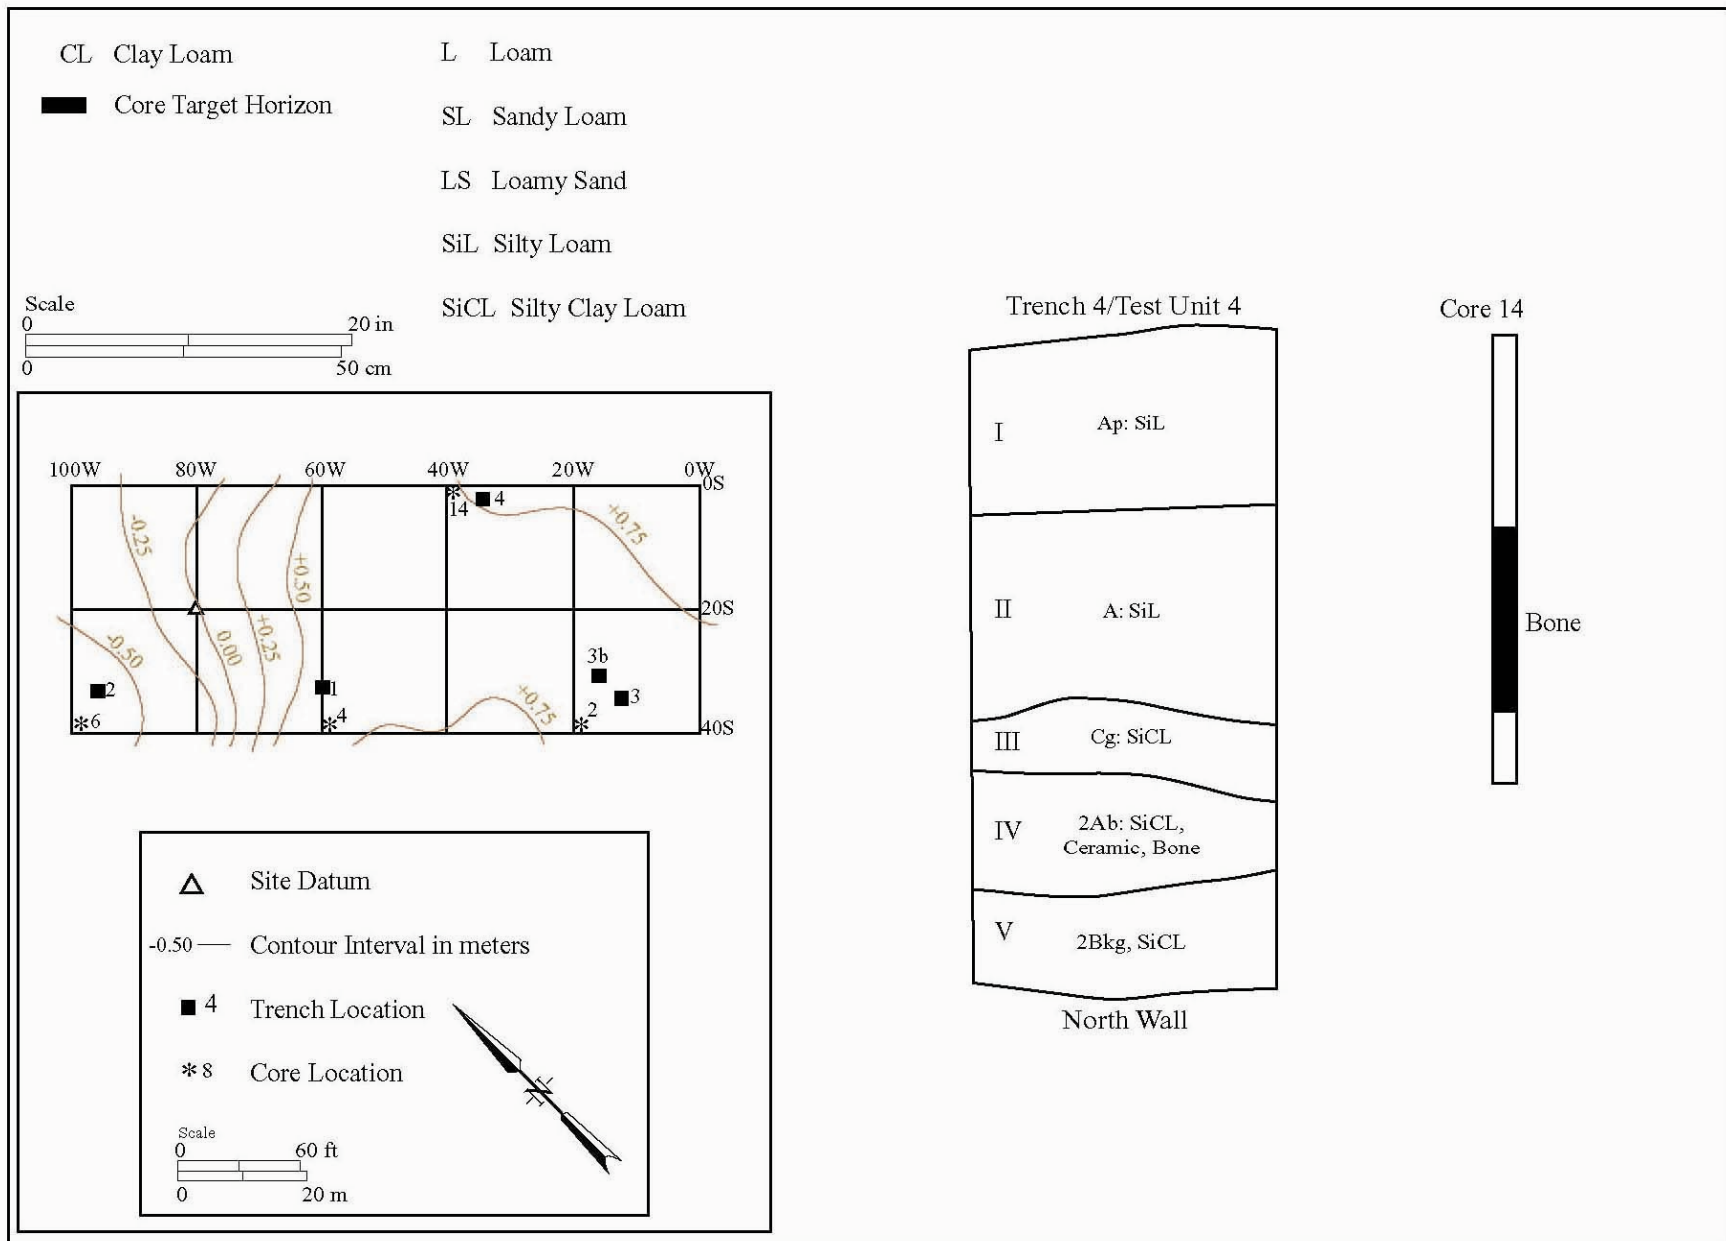 CL Clay Loam
Core Target Horizon
L Loam
SL Sandy Loam
LS Loamy Sand
SiL Silty Loam
SiCL Silty Clay Loam
Scale
0 20 in
0 50 cm
100W 80W 60W 40W 20W 0W
0S
20S
40S
-0.25
+0.50
+0.75
-0.50
0.00
+0.25
+0.75
14
4
3b
2
1
3
6
4
2
Site Datum
-0.50 Contour Interval in meters
4 Trench Location
*8 Core Location
N
Scale
0 60 ft
0 20 m
Trench 4/Test Unit 4
I Ap: SiL
II A: SiL
III Cg: SiCL
IV 2Ab: SiCL,
Ceramic, Bone
V 2Bkg, SiCL
North Wall
Core 14
Bone